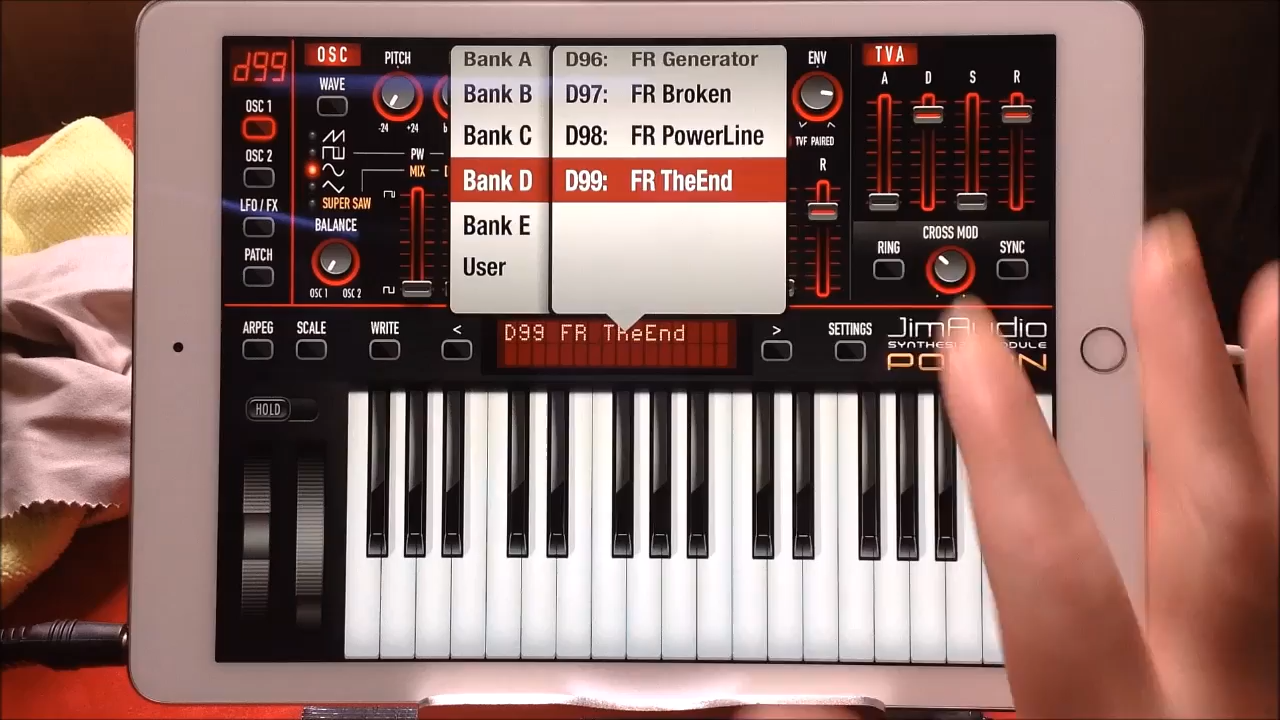 d99
OSC
PITCH
-24 +24
WAVE
OSC 1
OSC 2
LFO / FX
PATCH
PW
MIX
SUPER SAW
BALANCE
OSC 1 OSC 2
Bank A
Bank B
Bank C
Bank D
Bank E
User
D96: FR Generator
D97: FR Broken
D98: FR PowerLine
D99: FR TheEnd
ENV
TVF PAIRED
R
TVA
A D S R
CROSS MOD
RING
SYNC
ARPEG
SCALE
WRITE
<
D99 FR TheEnd
>
SETTINGS
JimAudio
HOLD